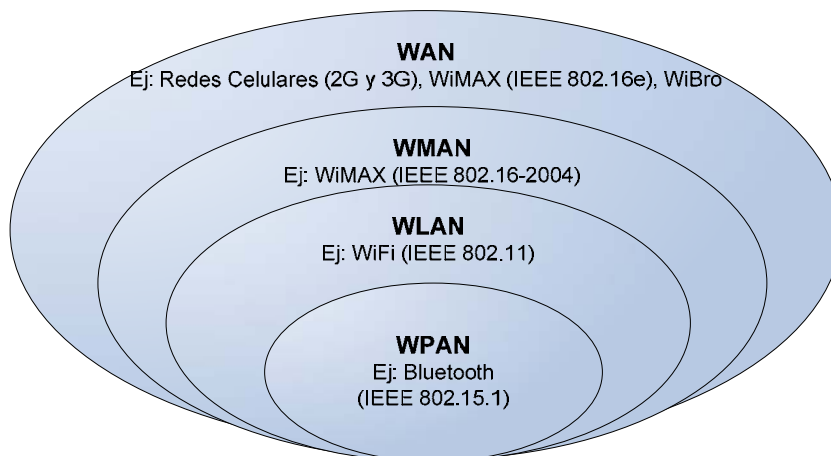 WAN
Ej: Redes Celulares (2G y 3G), WiMAX (IEEE 802.16e), WiBro
WMAN
Ej: WiMAX (IEEE 802.16-2004)
WLAN
Ej: WiFi (IEEE 802.11)
WPAN
Ej: Bluetooth
(IEEE 802.15.1)